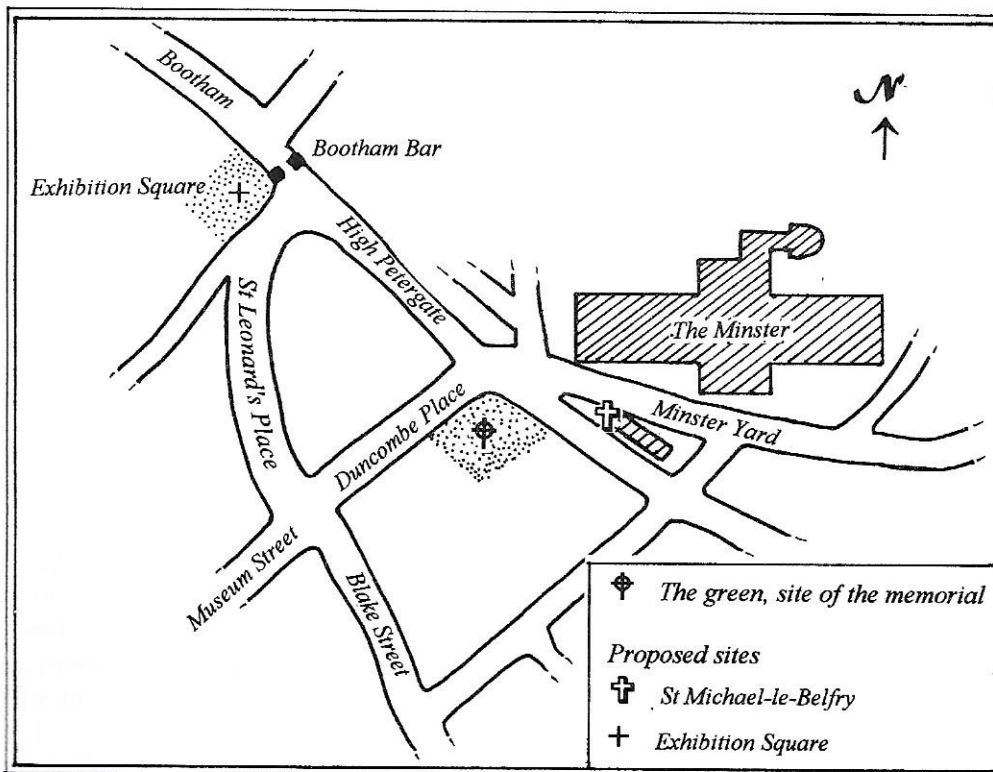 Bootham
N
Bootham Bar
Exhibition Square
High Petergate
St Leonard's Place
The Minster
Duncombe Place
Minster Yard
Museum Street
Blake Street
The green, site of the memorial
Proposed sites
St Michael-le-Belfry
Exhibition Square